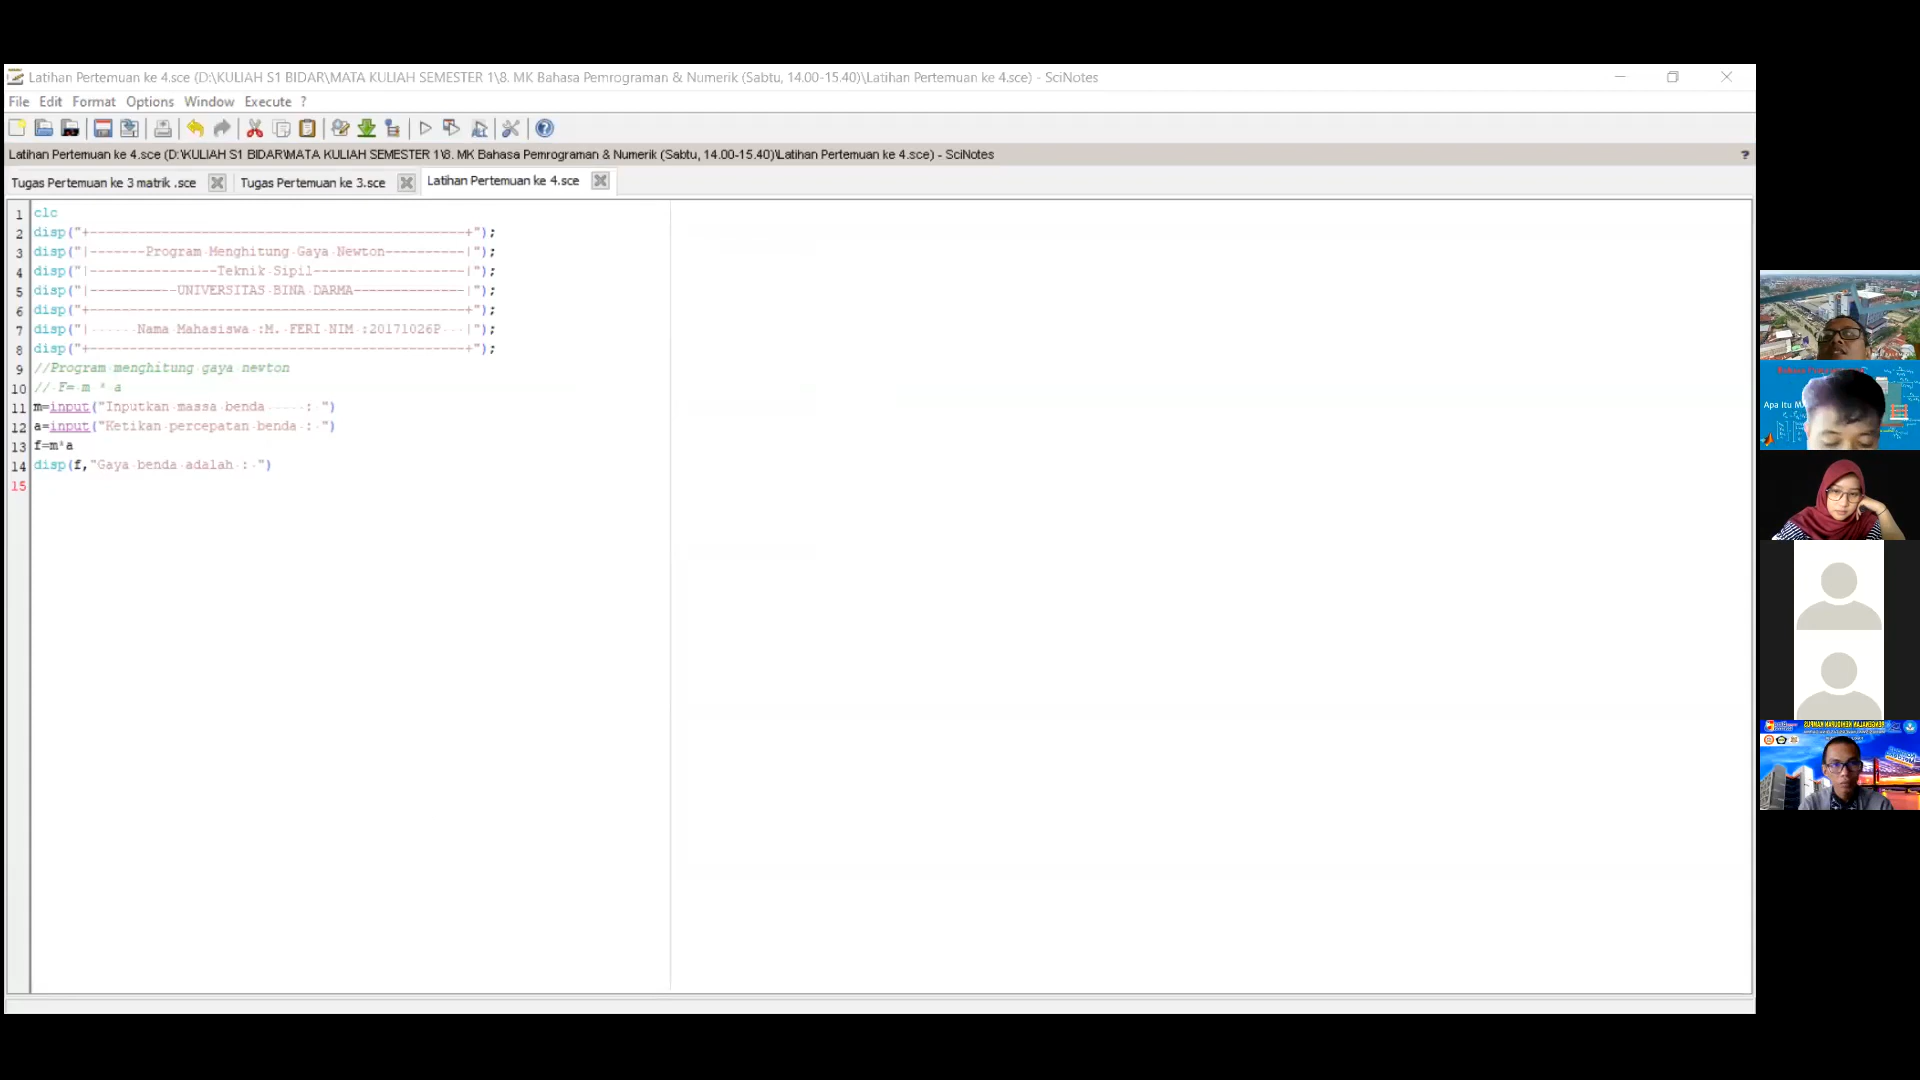 Latihan Pertemuan ke 4.sce (D:\KULIAH S1 BIDAR\MATA KULIAH SEMESTER 1\8. MK Bahasa Pemrograman & Numerik (Sabtu, 14.00-15.40)\Latihan Pertemuan ke 4.sce) - SciNotes
File Edit Format Options Window Execute ?
Latihan Pertemuan ke 4.sce (D:\KULIAH S1 BIDAR\MATA KULIAH SEMESTER 1\8. MK Bahasa Pemrograman & Numerik (Sabtu, 14.00-15.40)\Latihan Pertemuan ke 4.sce) - SciNotes ?
Tugas Pertemuan ke 3 matrik .sce Tugas Pertemuan ke 3.sce Latihan Pertemuan ke 4.sce
1 clc
2 disp("+-----------------------------------------------+");
3 disp("|-------Program Menghitung Gaya Newton----------|");
4 disp("|----------------Teknik Sipil-------------------|");
5 disp("|-----------UNIVERSITAS BINA DARMA--------------|");
6 disp("+-----------------------------------------------+");
7 disp("|      Nama Mahasiswa :M. FERI NIM :20171026P   |");
8 disp("+-----------------------------------------------+");
9 //Program menghitung gaya newton
10 // F= m * a
11 m=input("Inputkan massa benda     : ")
12 a=input("Ketikan percepatan benda : ")
13 f=m*a
14 disp(f,"Gaya benda adalah : ")
15
Apa itu
PENGENALAN KEHIDUPAN KAMPUS